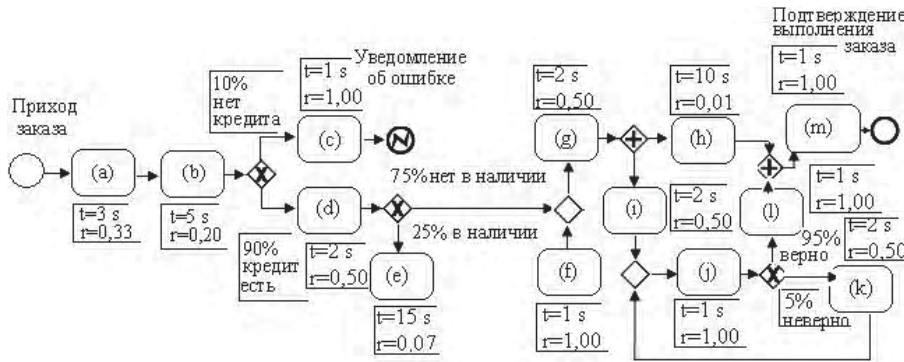 Подтверждение
выполнения
заказа
Уведомление
об ошибке
t=1 s
r=1,00
10%
нет
кредита
t=2 s
r=0,50
t=10 s
r=0,01
t=1 s
r=1,00
Приход
заказа
(a)
(b)
(c)
(g)
(h)
(m)
75%нет в наличии
(d)
25% в наличии
t=3 s
r=0,33
t=5 s
r=0,20
90%
кредит
есть
t=2 s
r=0,50
(e)
t=15 s
r=0,07
(f)
t=1 s
r=1,00
(i)
t=2 s
r=0,50
(l)
t=1 s
r=1,00
(j)
t=1 s
r=1,00
95%
верно
t=2 s
r=0,50
(k)
5%
неверно